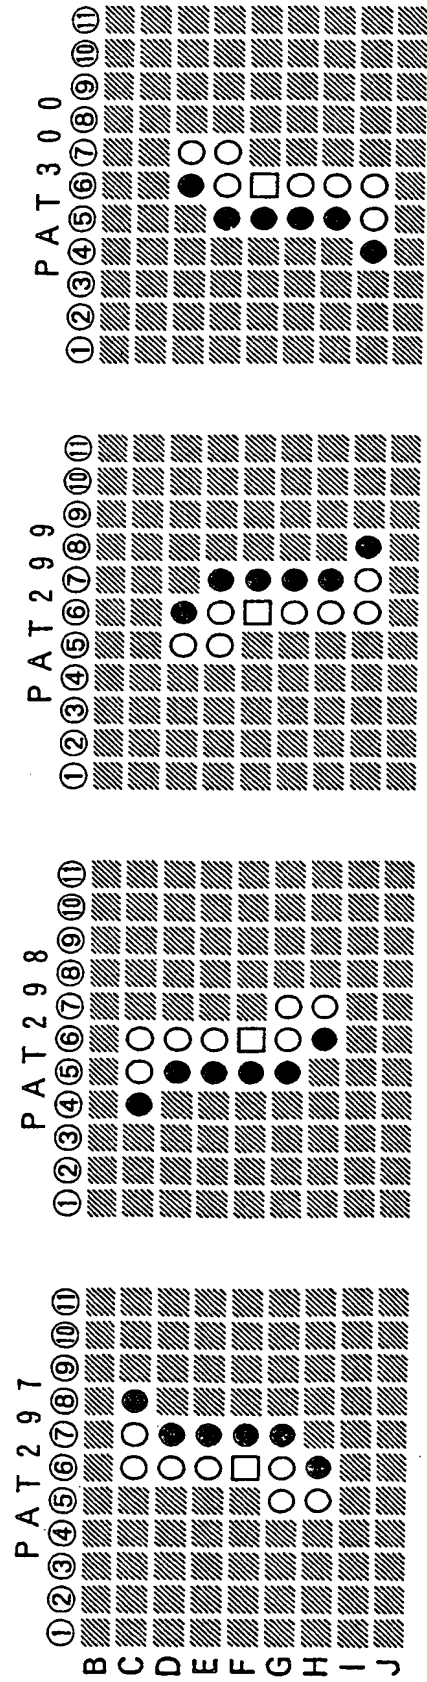 PAT297
①②③④⑤⑥⑦⑧⑨⑩⑪
B
C
D
E
F
G
H
I
J
PAT298
①②③④⑤⑥⑦⑧⑨⑩⑪
PAT299
①②③④⑤⑥⑦⑧⑨⑩⑪
PAT300
①②③④⑤⑥⑦⑧⑨⑩⑪